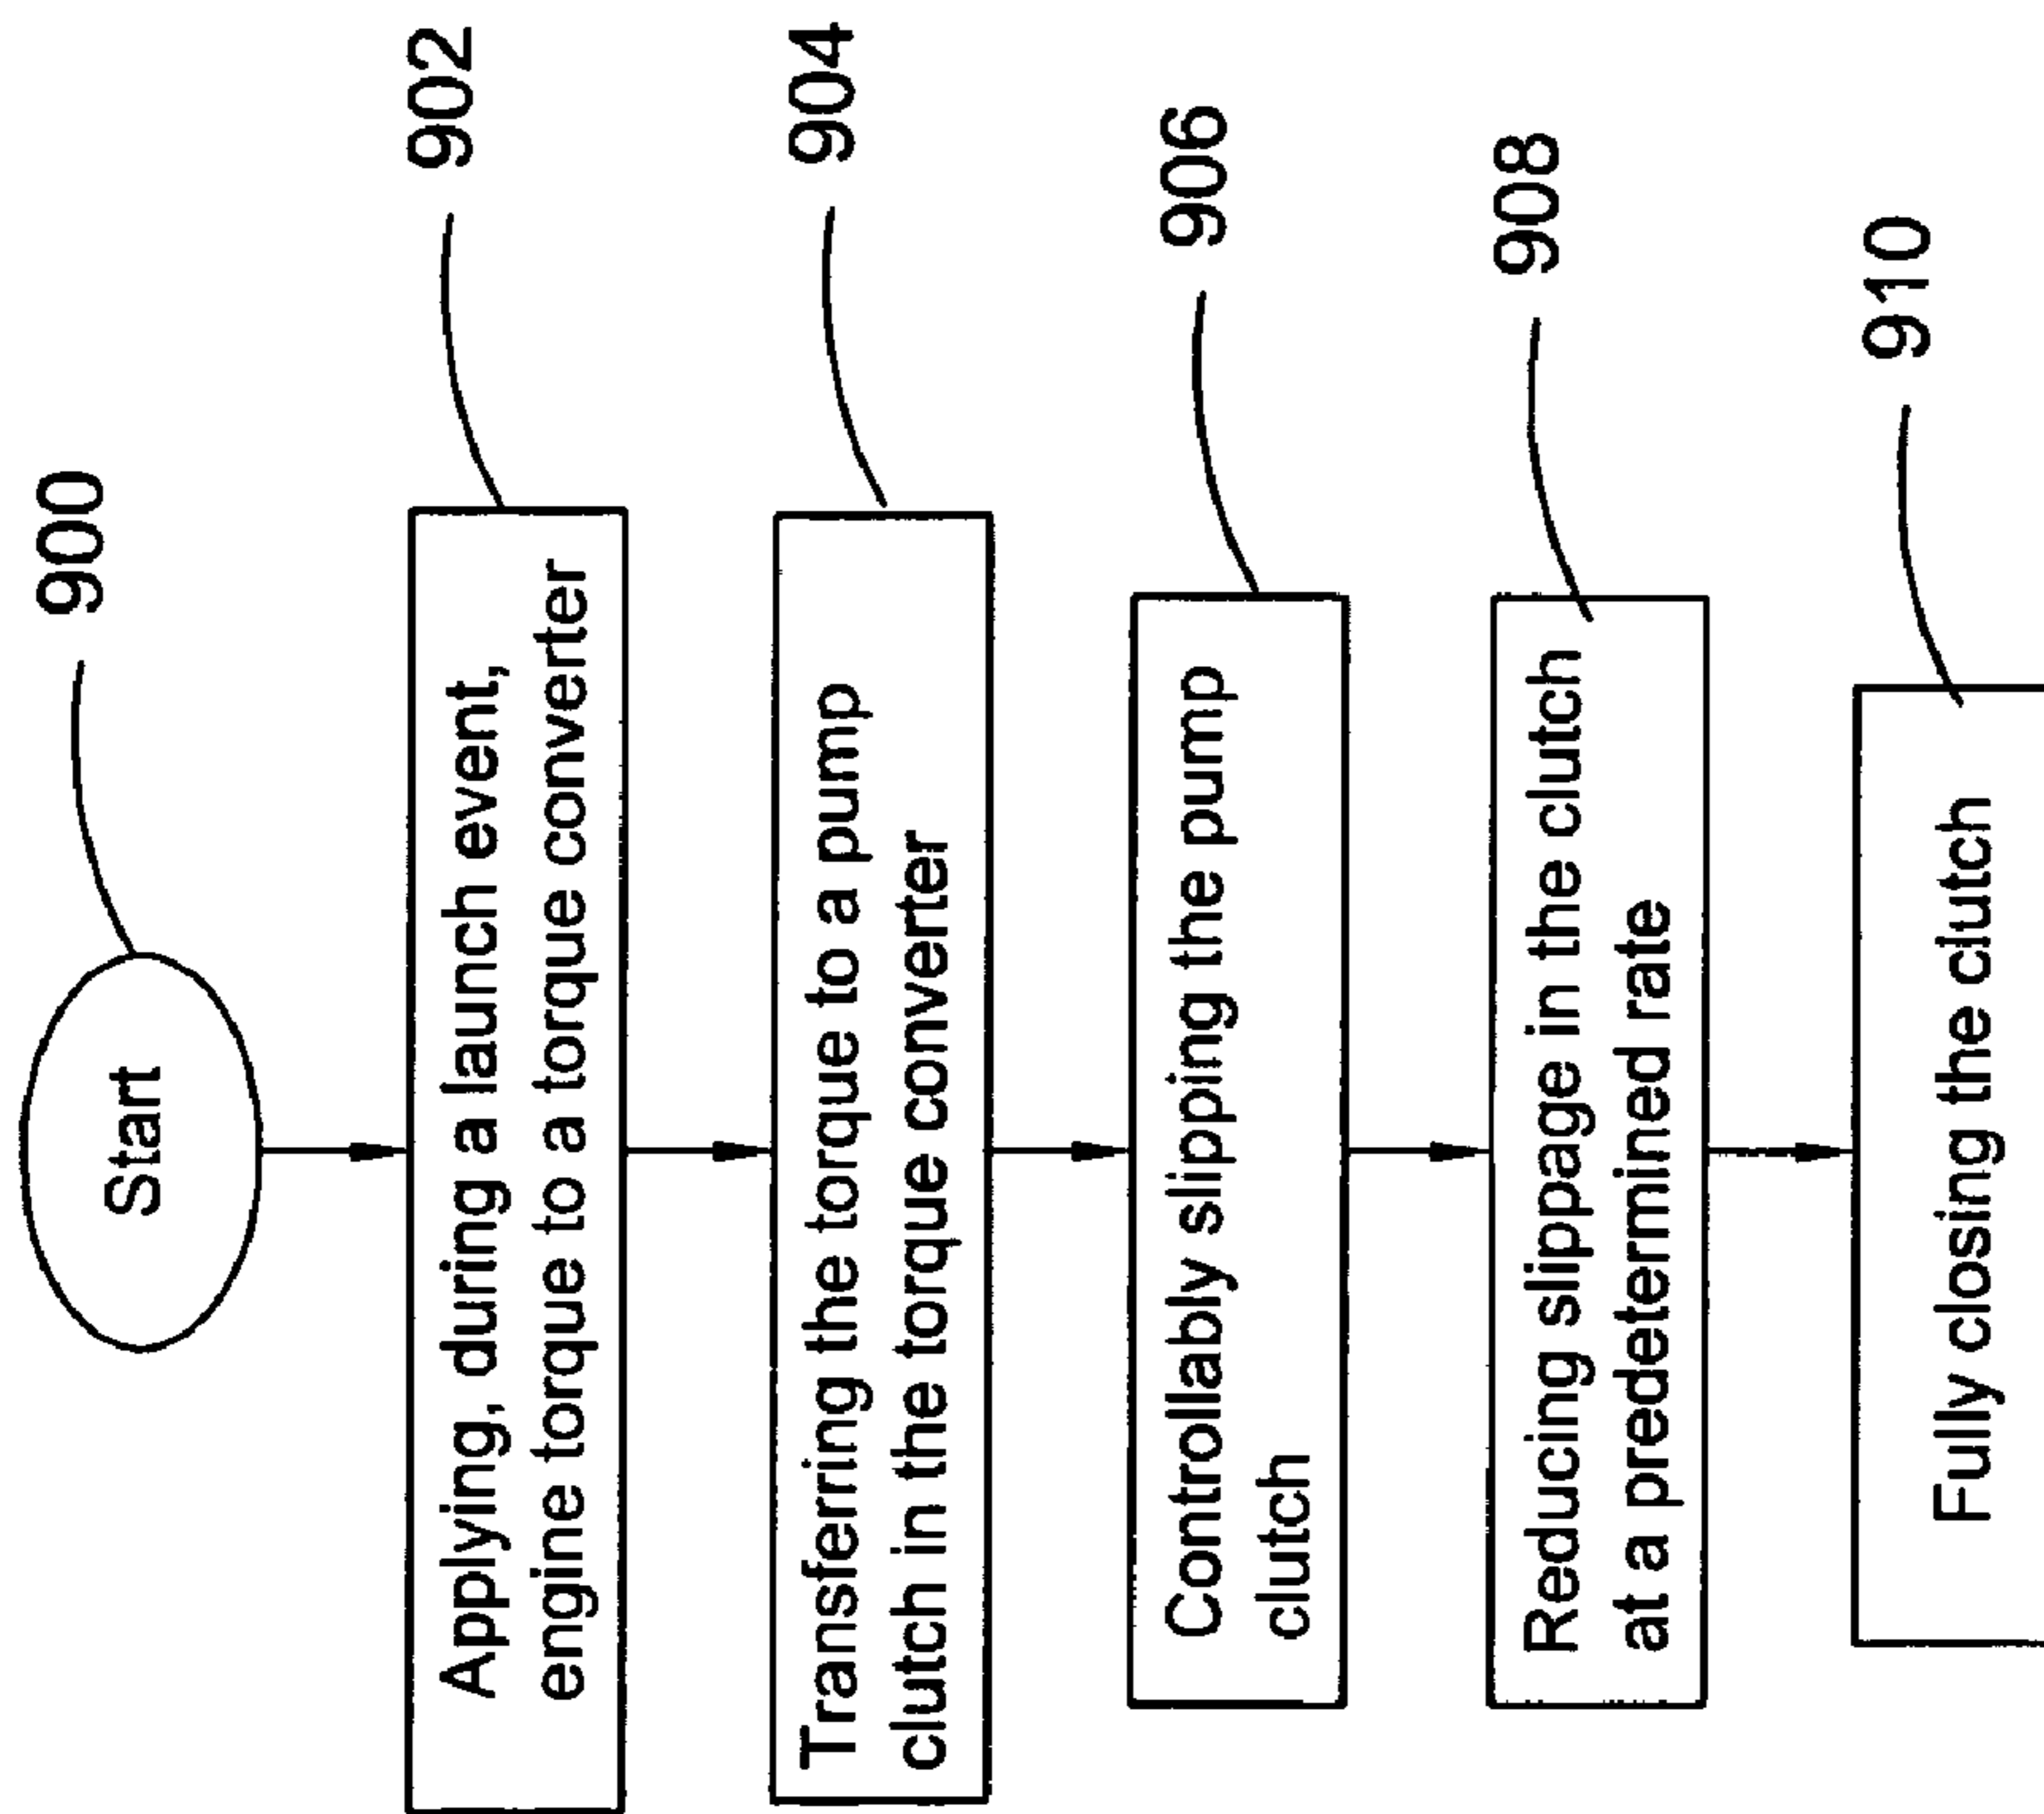 900
Start
902
Applying, during a launch event,
engine torque to a torque converter
904
Transferring the torque to a pump
clutch in the torque converter
906
Controllably slipping the pump
clutch
908
Reducing slippage in the clutch
at a predetermined rate
910
Fully closing the clutch